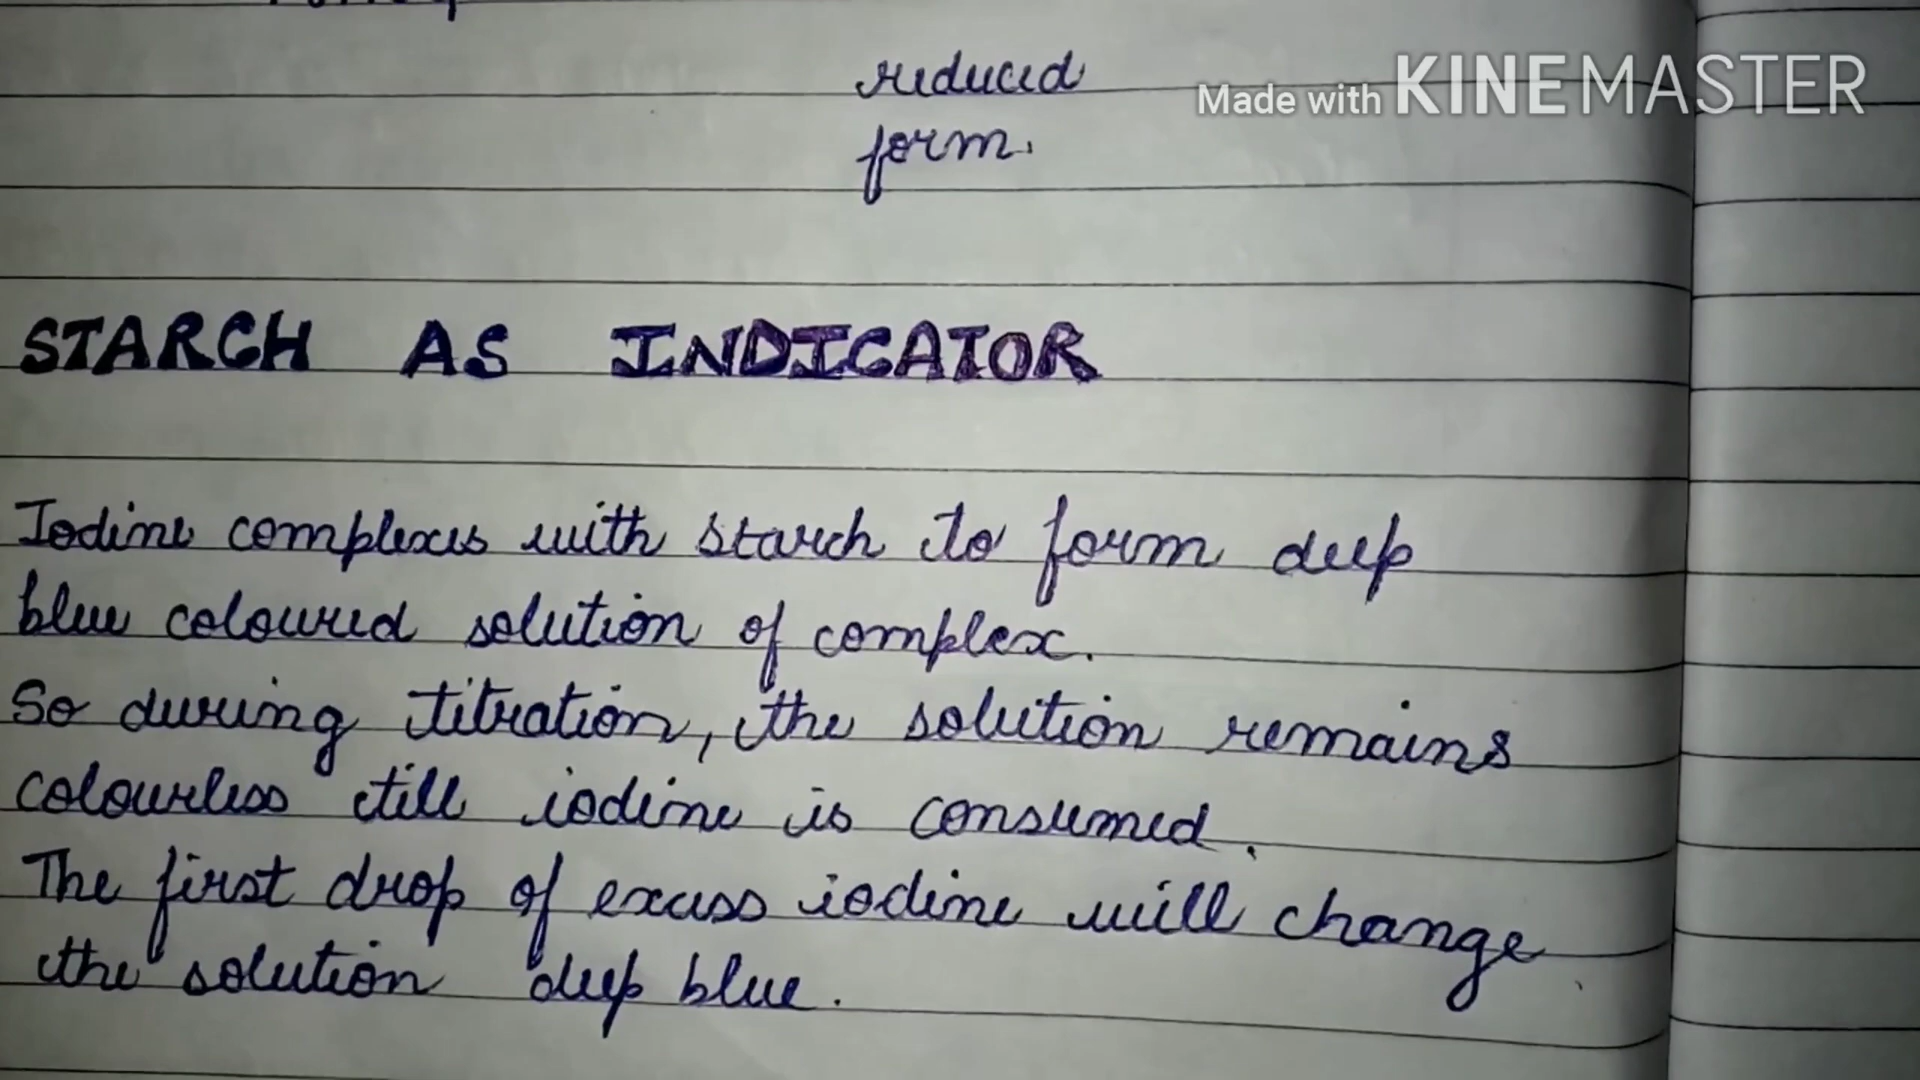 reduced
Made with KINEMASTER
form.
STARCH AS INDICATOR
Iodine complexes with starch to form deep
blue coloured solution of complex.
So during titration, the solution remains
colourless till iodine is consumed.
The first drop of excess iodine will change
the solution deep blue.